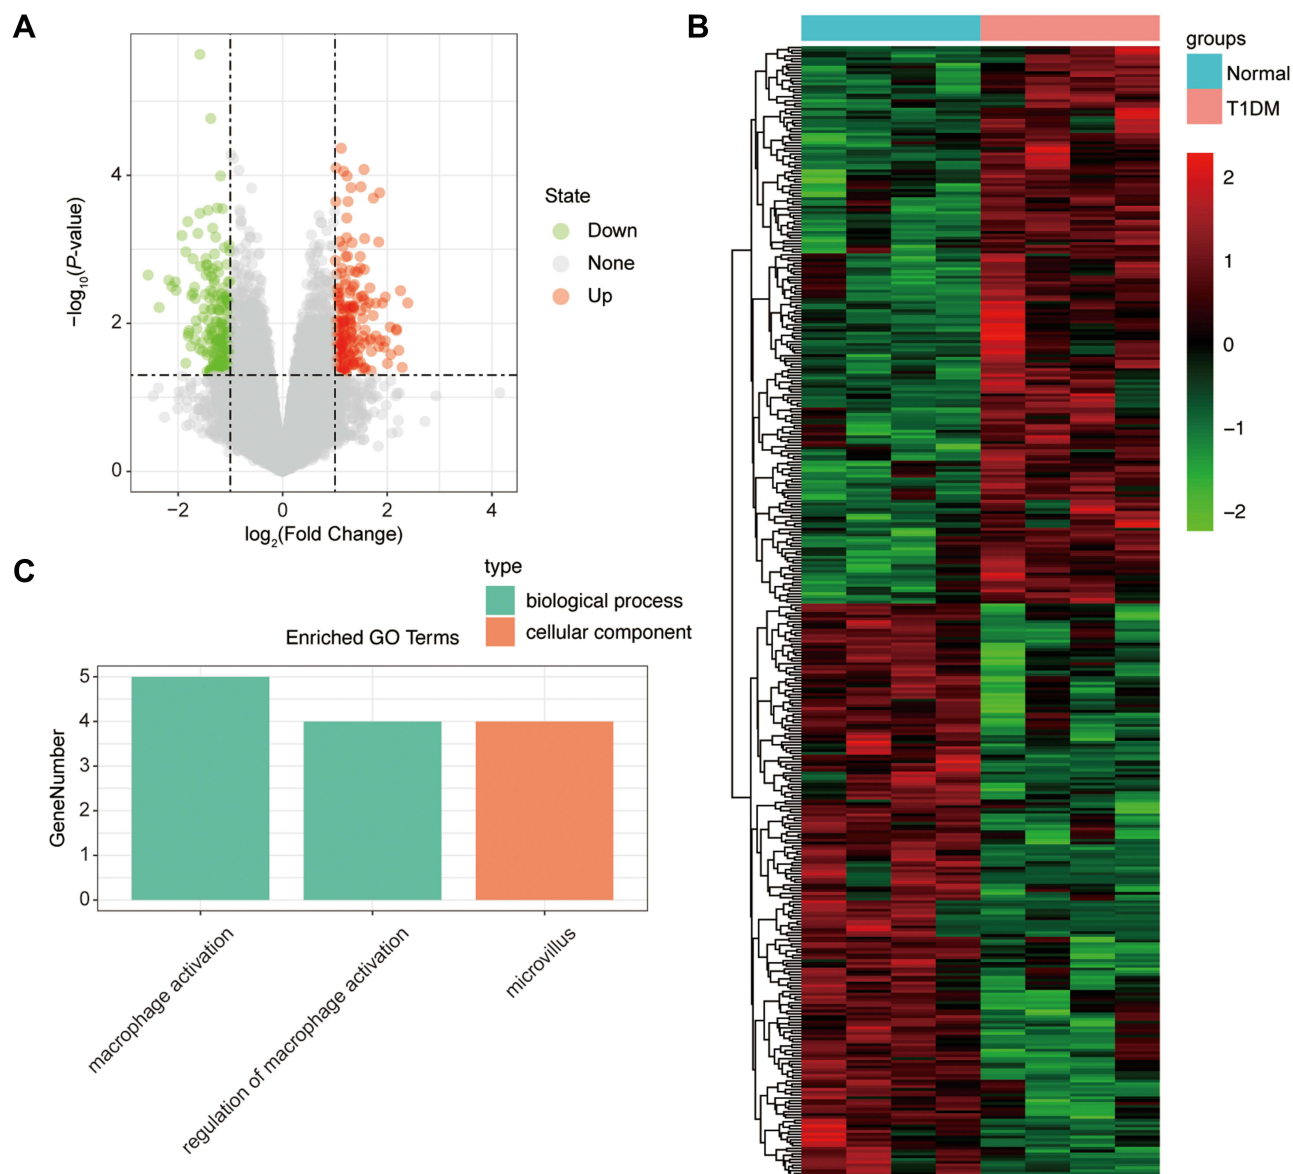 A
−log10(P-value)
4
2
0
−2
0
2
4
log2(Fold Change)
State
Down
None
Up
B
groups
Normal
T1DM
2
1
0
−1
−2
C
type
biological process
cellular component
Enriched GO Terms
GeneNumber
5
4
3
2
1
0
macrophage activation
regulation of macrophage activation
microvillus